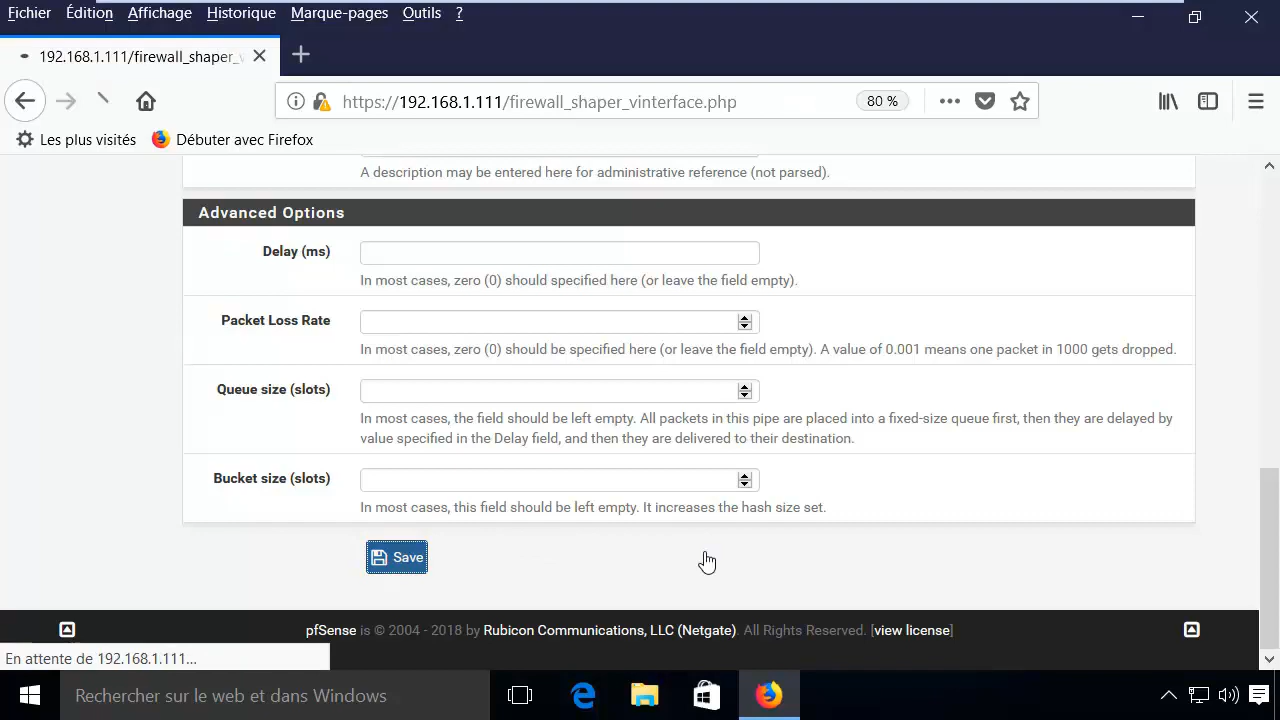 Fichier Édition Affichage Historique Marque-pages Outils ?
192.168.1.111/firewall_shaper_v
https://192.168.1.111/firewall_shaper_vinterface.php 80 %
Les plus visités Débuter avec Firefox
A description may be entered here for administrative reference (not parsed).
Advanced Options
Delay (ms)
In most cases, zero (0) should specified here (or leave the field empty).
Packet Loss Rate
In most cases, zero (0) should be specified here (or leave the field empty). A value of 0.001 means one packet in 1000 gets dropped.
Queue size (slots)
In most cases, the field should be left empty. All packets in this pipe are placed into a fixed-size queue first, then they are delayed by
value specified in the Delay field, and then they are delivered to their destination.
Bucket size (slots)
In most cases, this field should be left empty. It increases the hash size set.
Save
pfSense is © 2004 - 2018 by Rubicon Communications, LLC (Netgate). All Rights Reserved. [view license]
En attente de 192.168.1.111...
Rechercher sur le web et dans Windows